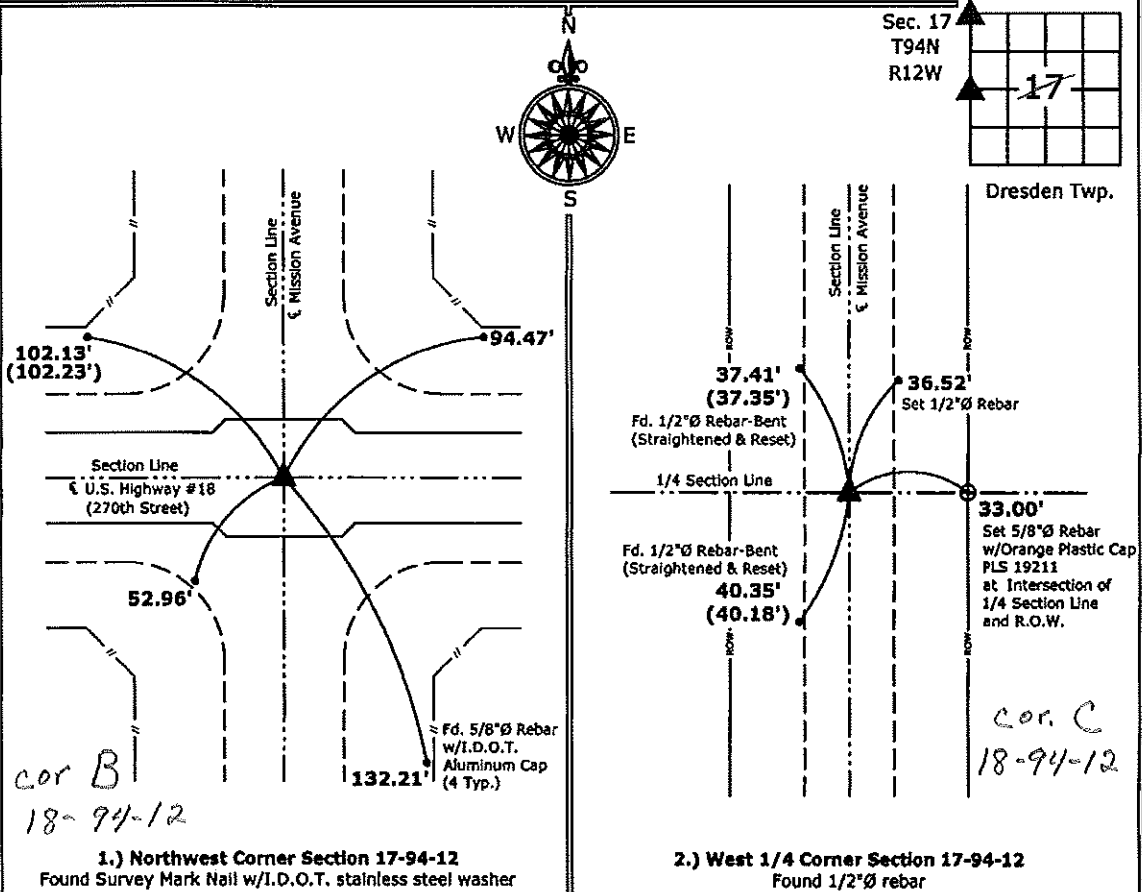 N
W
E
S
Sec. 17
T94N
R12W
17
Dresden Twp.
Section Line
℄ Mission Avenue
102.13'
(102.23')
94.47'
Section Line
℄ U.S. Highway #18
(270th Street)
52.96'
132.21'
Fd. 5/8"Ø Rebar
w/I.D.O.T.
Aluminum Cap
(4 Typ.)
cor B
18-94-12
1.) Northwest Corner Section 17-94-12
Found Survey Mark Nail w/I.D.O.T. stainless steel washer
Section Line
℄ Mission Avenue
ROW
ROW
37.41'
(37.35')
Fd. 1/2"Ø Rebar-Bent
(Straightened & Reset)
36.52'
Set 1/2"Ø Rebar
1/4 Section Line
33.00'
Set 5/8"Ø Rebar
w/Orange Plastic Cap
PLS 19211
at Intersection of
1/4 Section Line
and R.O.W.
Fd. 1/2"Ø Rebar-Bent
(Straightened & Reset)
40.35'
(40.18')
ROW
ROW
cor. C
18-94-12
2.) West 1/4 Corner Section 17-94-12
Found 1/2"Ø rebar